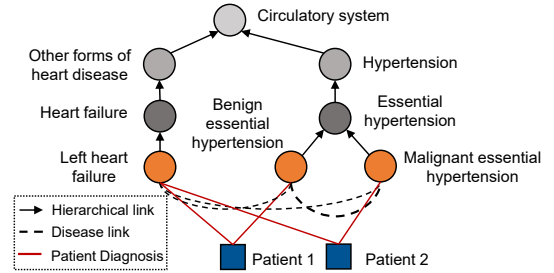 Circulatory system
Other forms of
heart disease
Hypertension
Heart failure
Benign
essential
hypertension
Essential
hypertension
Left heart
failure
Malignant essential
hypertension
Hierarchical link
Disease link
Patient Diagnosis
Patient 1
Patient 2